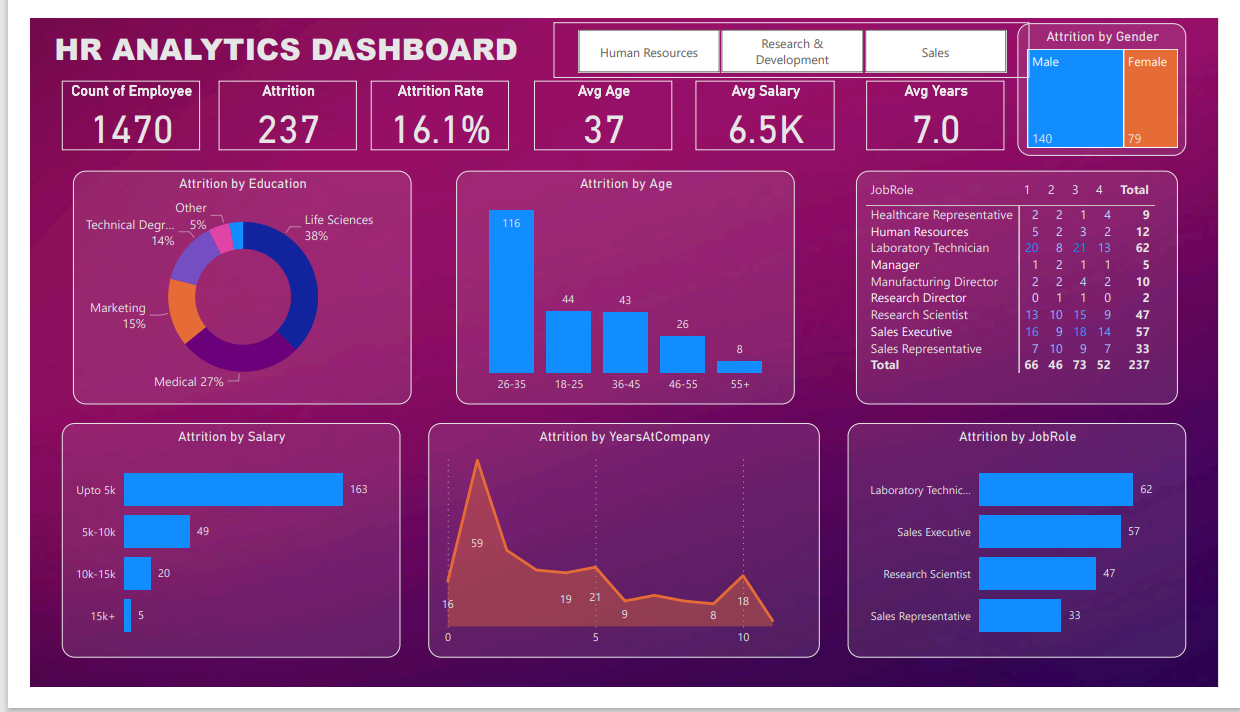 HR ANALYTICS DASHBOARD
Human Resources
Research &
Development
Sales
Attrition by Gender
Male
Female
140
79
Count of Employee
1470
Attrition
237
Attrition Rate
16.1%
Avg Age
37
Avg Salary
6.5K
Avg Years
7.0
Attrition by Education
Other
5%
Technical Degr...
14%
Life Sciences
38%
Marketing
15%
Medical 27%
Attrition by Age
116
44
43
26
8
26-35 18-25 36-45 46-55 55+
JobRole 1 2 3 4 Total
Healthcare Representative 2 2 1 4 9
Human Resources 5 2 3 2 12
Laboratory Technician 20 8 21 13 62
Manager 1 2 1 1 5
Manufacturing Director 2 2 4 2 10
Research Director 0 1 1 0 2
Research Scientist 13 10 15 9 47
Sales Executive 16 9 18 14 57
Sales Representative 7 10 9 7 33
Total 66 46 73 52 237
Attrition by Salary
Upto 5k 163
5k-10k 49
10k-15k 20
15k+ 5
Attrition by YearsAtCompany
59
16 19 21 9 8 18
0 5 10
Attrition by JobRole
Laboratory Technic... 62
Sales Executive 57
Research Scientist 47
Sales Representative 33